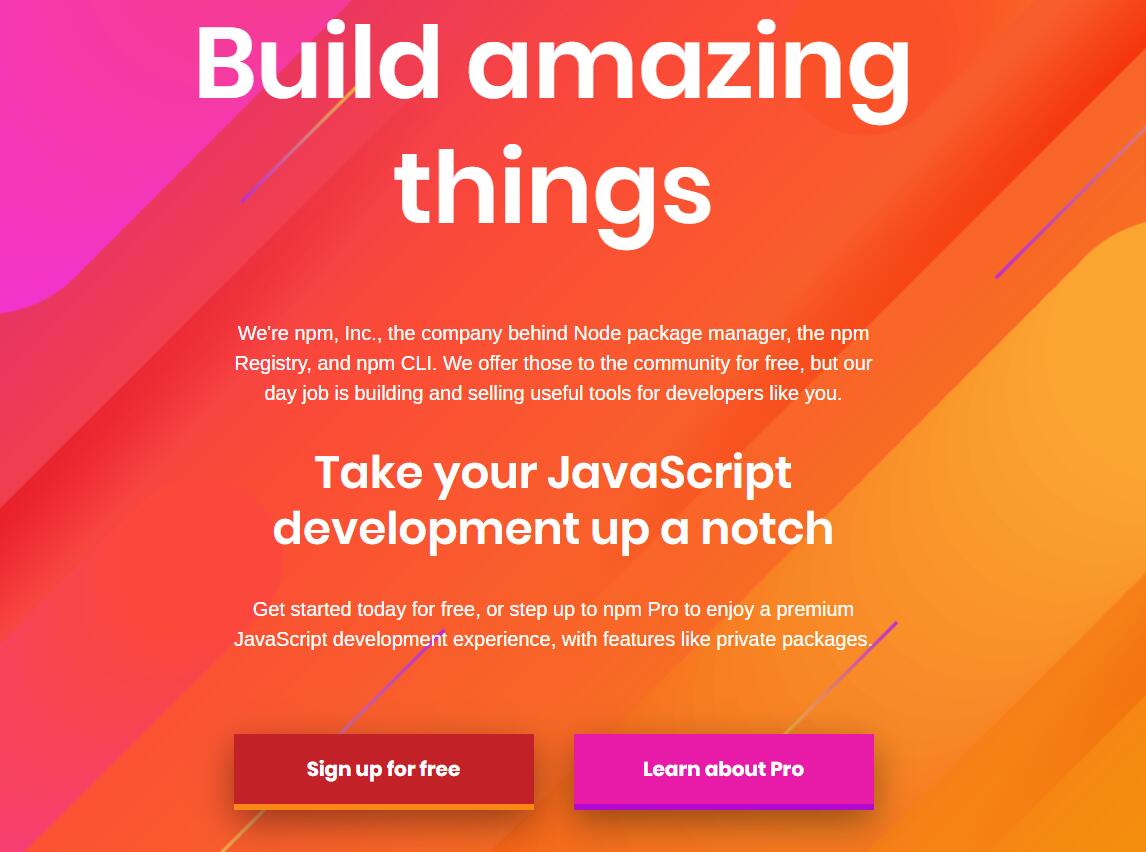 Build amazing
things
We're npm, Inc., the company behind Node package manager, the npm
Registry, and npm CLI. We offer those to the community for free, but our
day job is building and selling useful tools for developers like you.
Take your JavaScript
development up a notch
Get started today for free, or step up to npm Pro to enjoy a premium
JavaScript development experience, with features like private packages.
Sign up for free
Learn about Pro